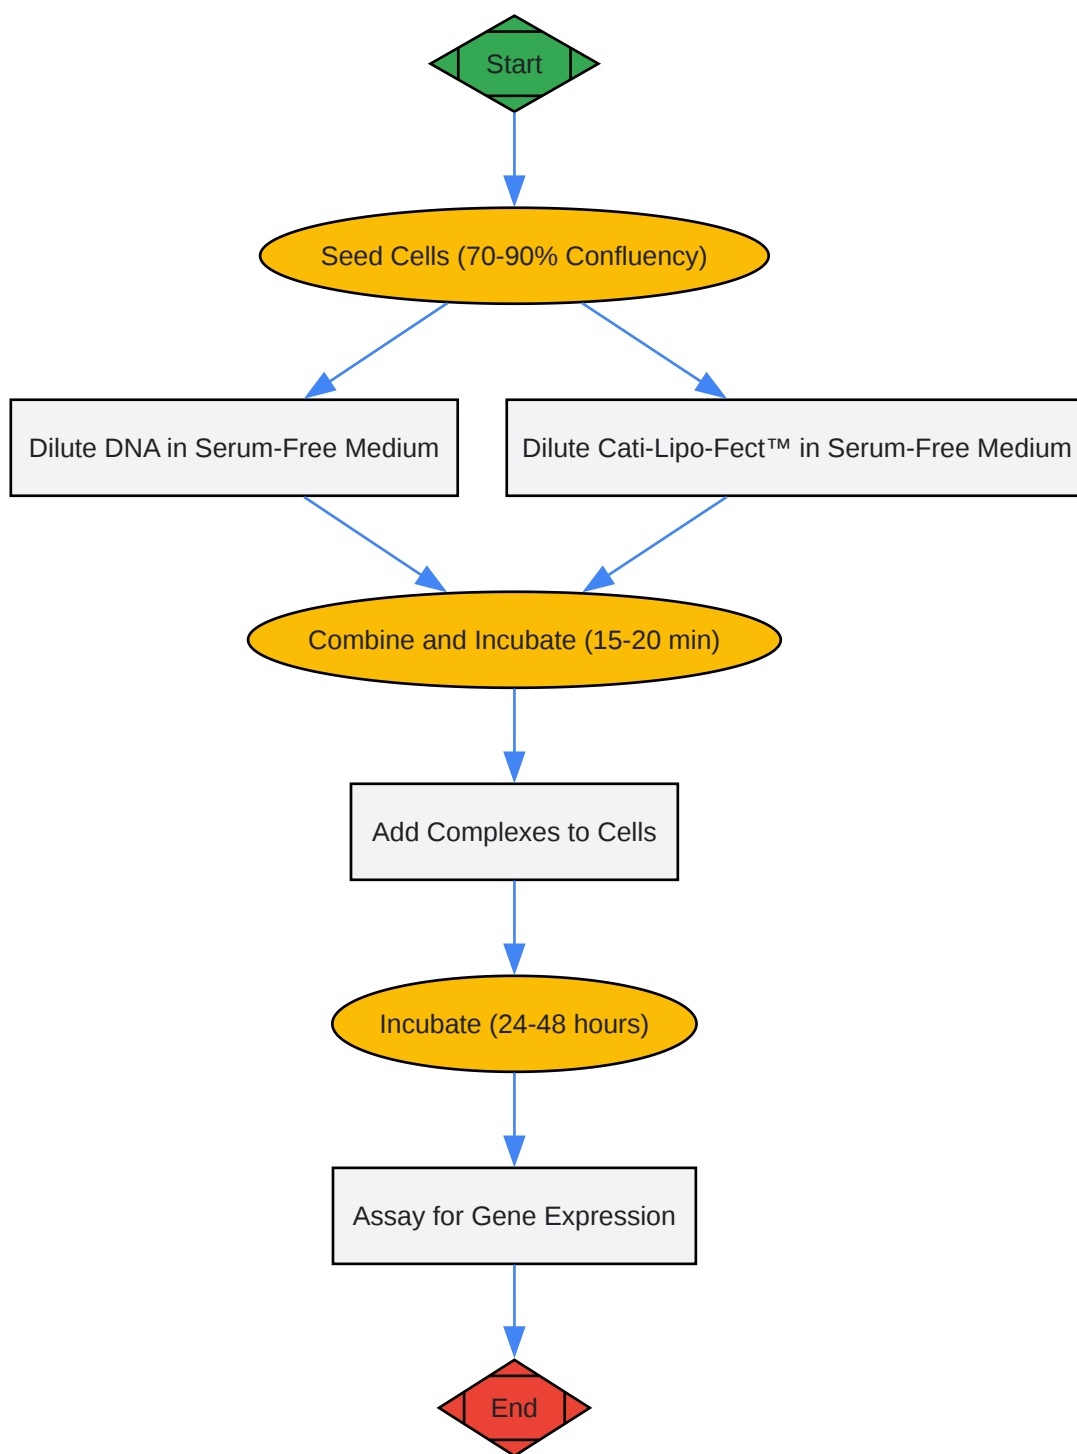 Start
Seed Cells (70-90% Confluency)
Dilute DNA in Serum-Free Medium
Dilute Cati-Lipo-Fect™ in Serum-Free Medium
Combine and Incubate (15-20 min)
Add Complexes to Cells
Incubate (24-48 hours)
Assay for Gene Expression
End